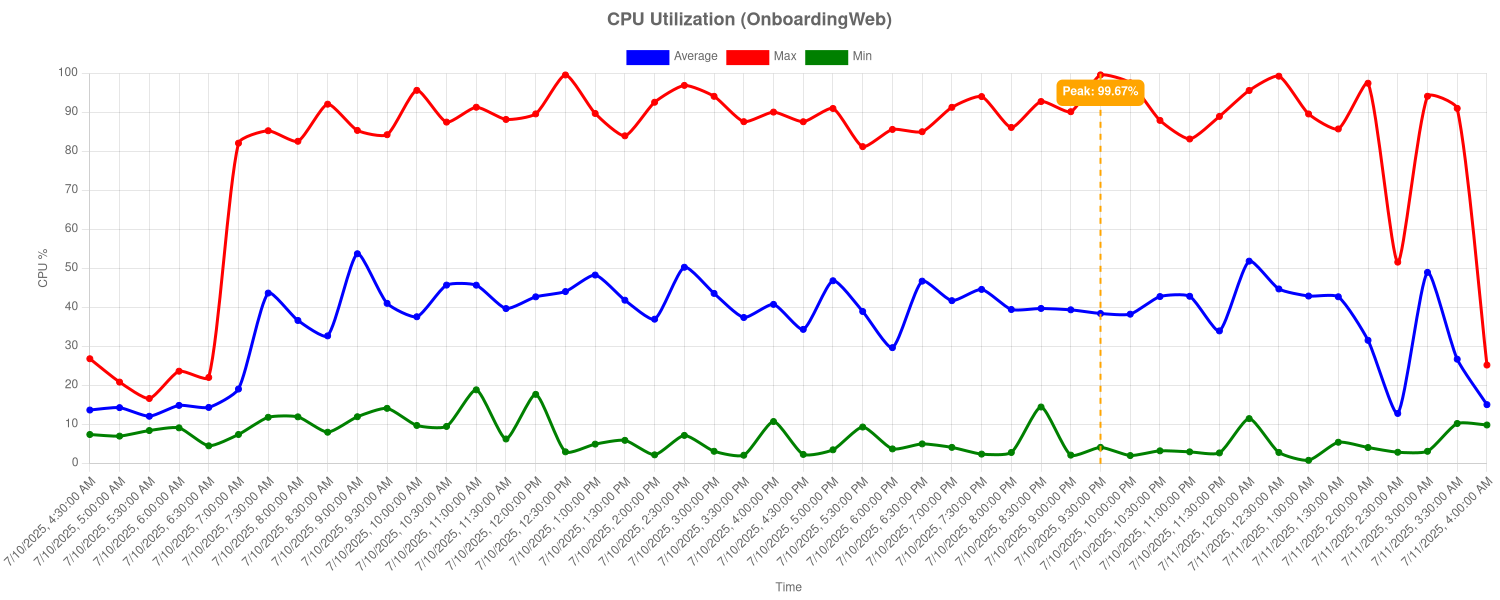 CPU Utilization (OnboardingWeb)
Average Max Min
Peak: 99.67%
CPU %
100
90
80
70
60
50
40
30
20
10
0
7/10/2025, 4:30:00 AM
7/10/2025, 5:00:00 AM
7/10/2025, 5:30:00 AM
7/10/2025, 6:00:00 AM
7/10/2025, 6:30:00 AM
7/10/2025, 7:00:00 AM
7/10/2025, 7:30:00 AM
7/10/2025, 8:00:00 AM
7/10/2025, 8:30:00 AM
7/10/2025, 9:00:00 AM
7/10/2025, 9:30:00 AM
7/10/2025, 10:00:00 AM
7/10/2025, 10:30:00 AM
7/10/2025, 11:00:00 AM
7/10/2025, 11:30:00 AM
7/10/2025, 12:00:00 PM
7/10/2025, 12:30:00 PM
7/10/2025, 1:00:00 PM
7/10/2025, 1:30:00 PM
7/10/2025, 2:00:00 PM
7/10/2025, 2:30:00 PM
7/10/2025, 3:00:00 PM
7/10/2025, 3:30:00 PM
7/10/2025, 4:00:00 PM
7/10/2025, 4:30:00 PM
7/10/2025, 5:00:00 PM
7/10/2025, 5:30:00 PM
7/10/2025, 6:00:00 PM
7/10/2025, 6:30:00 PM
7/10/2025, 7:00:00 PM
7/10/2025, 7:30:00 PM
7/10/2025, 8:00:00 PM
7/10/2025, 8:30:00 PM
7/10/2025, 9:00:00 PM
7/10/2025, 9:30:00 PM
7/10/2025, 10:00:00 PM
7/10/2025, 10:30:00 PM
7/10/2025, 11:00:00 PM
7/10/2025, 11:30:00 PM
7/11/2025, 12:00:00 AM
7/11/2025, 12:30:00 AM
7/11/2025, 1:00:00 AM
7/11/2025, 1:30:00 AM
7/11/2025, 2:00:00 AM
7/11/2025, 2:30:00 AM
7/11/2025, 3:00:00 AM
7/11/2025, 3:30:00 AM
7/11/2025, 4:00:00 AM
Time